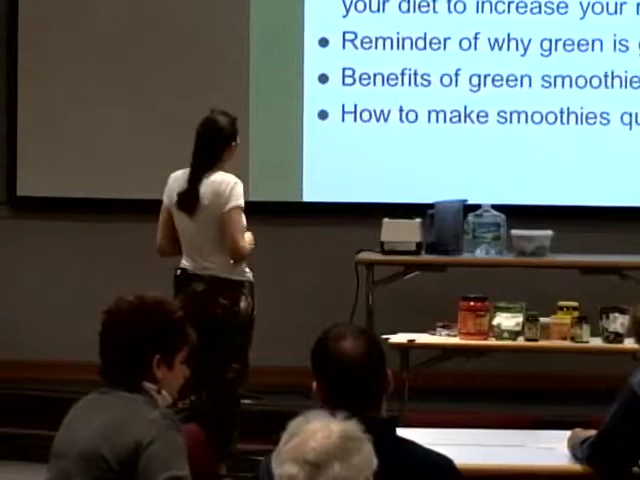 your diet to increase your
Reminder of why green is
Benefits of green smoothie
How to make smoothies qu